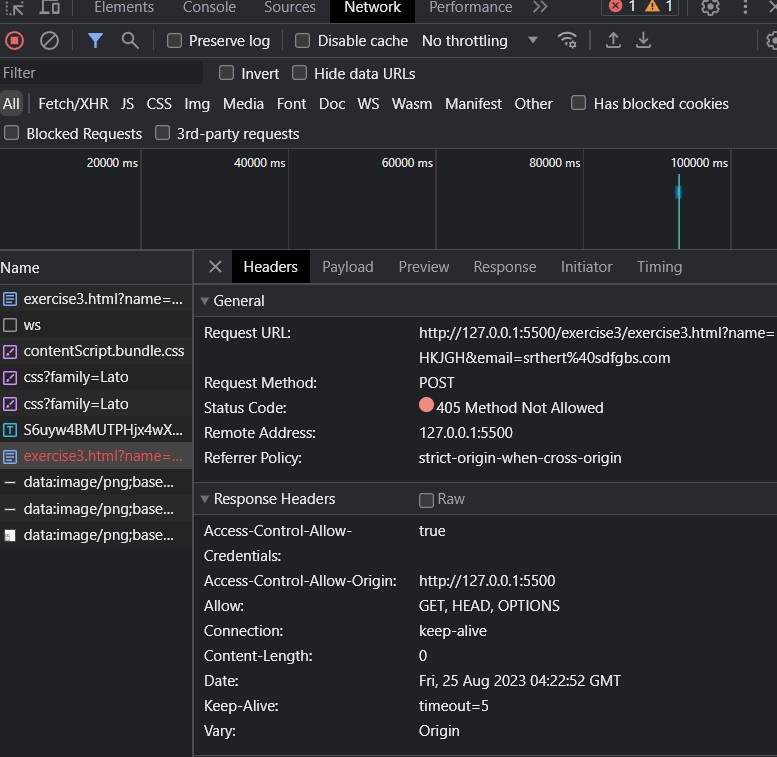 Elements Console Sources Network Performance 1 1
Preserve log Disable cache No throttling
Filter Invert Hide data URLs
All Fetch/XHR JS CSS Img Media Font Doc WS Wasm Manifest Other Has blocked cookies
Blocked Requests 3rd-party requests
20000 ms 40000 ms 60000 ms 80000 ms 100000 ms
Name
exercise3.html?name=...
ws
contentScript.bundle.css
css?family=Lato
css?family=Lato
S6uyw4BMUTPHjx4wX...
exercise3.html?name=...
data:image/png;base...
data:image/png;base...
data:image/png;base...
Headers Payload Preview Response Initiator Timing
General
Request URL: http://127.0.0.1:5500/exercise3/exercise3.html?name=
HKJGH&email=srthert%40sdfgbs.com
Request Method: POST
Status Code: 405 Method Not Allowed
Remote Address: 127.0.0.1:5500
Referrer Policy: strict-origin-when-cross-origin
Response Headers Raw
Access-Control-Allow- true
Credentials:
Access-Control-Allow-Origin: http://127.0.0.1:5500
Allow: GET, HEAD, OPTIONS
Connection: keep-alive
Content-Length: 0
Date: Fri, 25 Aug 2023 04:22:52 GMT
Keep-Alive: timeout=5
Vary: Origin